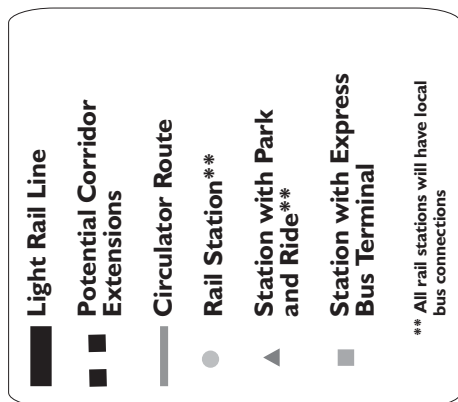 Light Rail Line
Potential Corridor
Extensions
Circulator Route
Rail Station**
Station with Park
and Ride**
Station with Express
Bus Terminal
** All rail stations will have local
bus connections